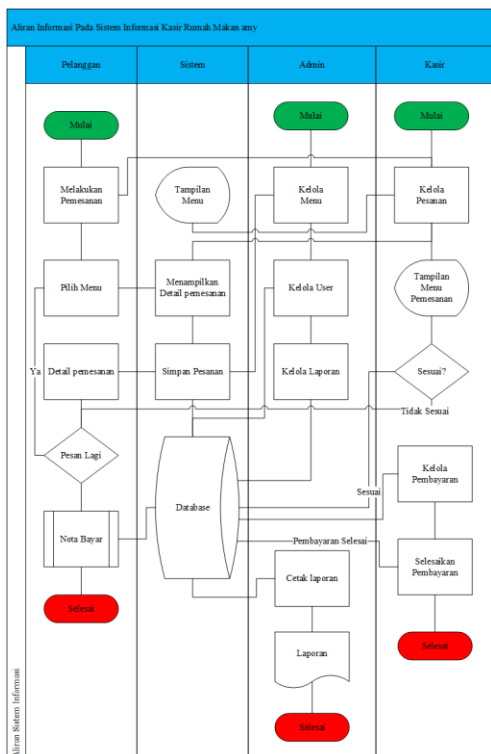 Aliran Informasi Pada Sistem Informasi Kasir Rumah Makan amy
Pelanggan
Sistem
Admin
Kasir
Mulai
Mulai
Mulai
Melakukan
Pemesanan
Tampilan
Menu
Kelola
Menu
Kelola
Pesanan
Pilih Menu
Menampilkan
Detail pemesanan
Kelola User
Tampilan
Menu
Pemesanan
Ya
Detail pemesanan
Simpan Pesanan
Kelola Laporan
Sesuai?
Tidak Sesuai
Pesan Lagi
Kelola
Pembayaran
Sesuai
Database
Nota Bayar
Pembayaran Selesai
Selesaikan
Pembayaran
Cetak laporan
Selesai
Laporan
Selesai
Selesai
Aliran Sistem Informasi